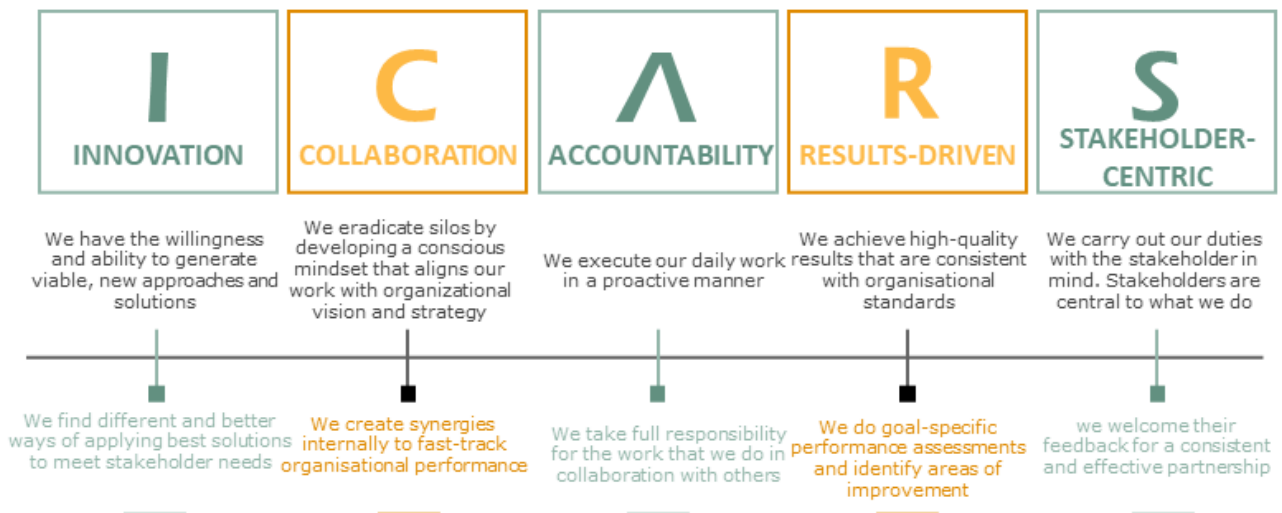 I
INNOVATION
We have the willingness
and ability to generate
viable, new approaches and
solutions
We find different and better
ways of applying best solutions
to meet stakeholder needs
C
COLLABORATION
We eradicate silos by
developing a conscious
mindset that aligns our
work with organizational
vision and strategy
We create synergies
internally to fast-track
organisational performance
Λ
ACCOUNTABILITY
We execute our daily work
in a proactive manner
We take full responsibility
for the work that we do in
collaboration with others
R
RESULTS-DRIVEN
We achieve high-quality
results that are consistent
with organisational
standards
We do goal-specific
performance assessments
and identify areas of
improvement
S
STAKEHOLDER-
CENTRIC
We carry out our duties
with the stakeholder in
mind. Stakeholders are
central to what we do
we welcome their
feedback for a consistent
and effective partnership